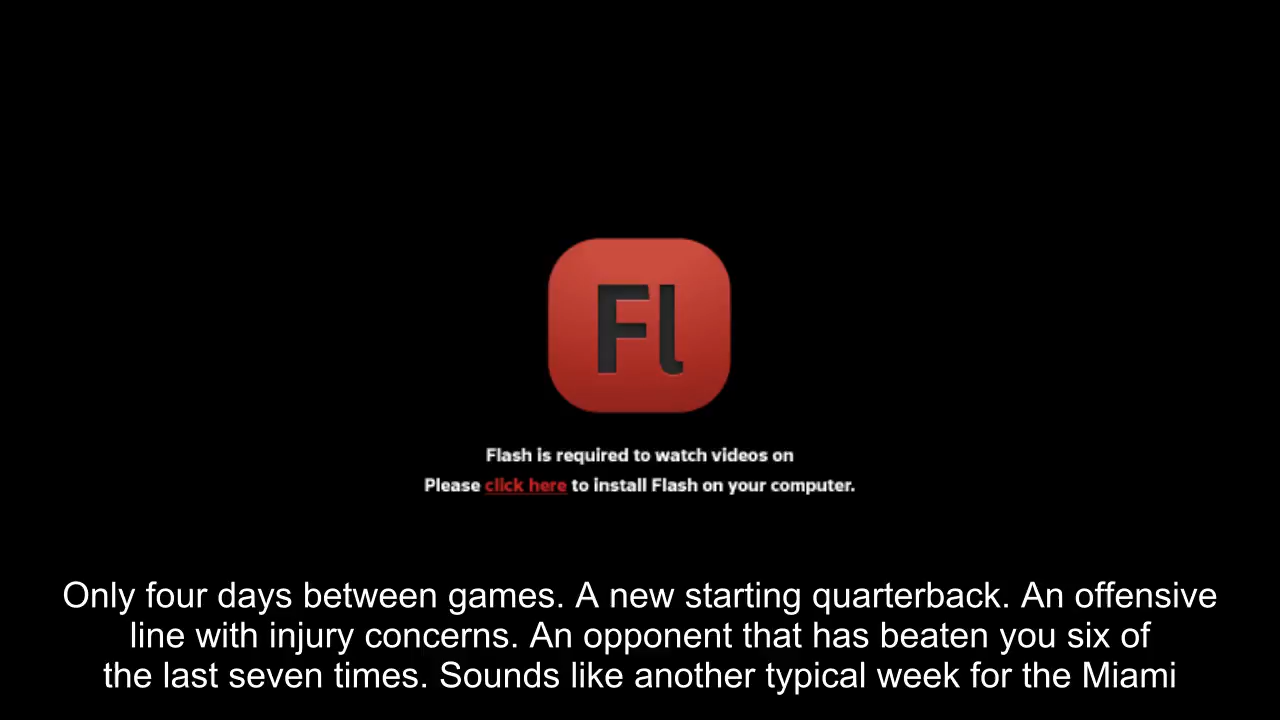 Fl
Flash is required to watch videos on
Please click here to install Flash on your computer.
Only four days between games. A new starting quarterback. An offensive
line with injury concerns. An opponent that has beaten you six of
the last seven times. Sounds like another typical week for the Miami